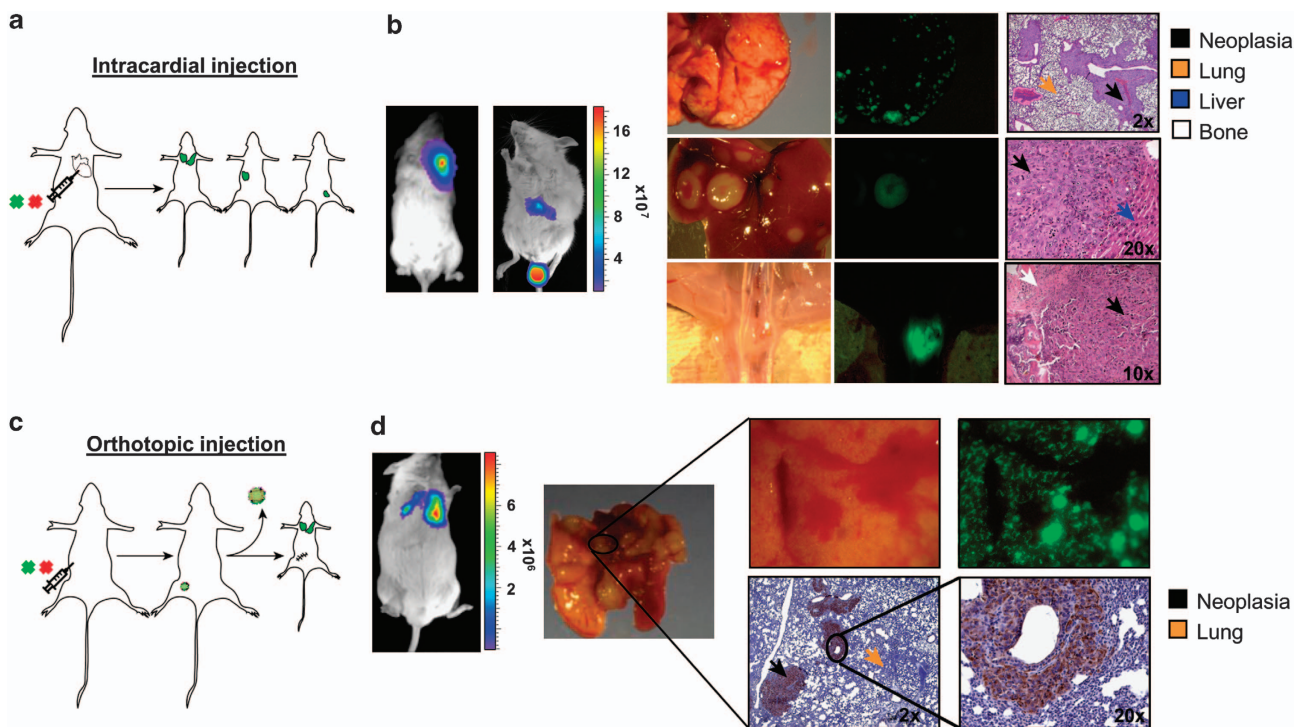 a
Intracardial injection
b
16
12
8
4
x10⁷
2x
20x
10x
Neoplasia
Lung
Liver
Bone
c
Orthotopic injection
d
6
4
2
x10⁶
2x
20x
Neoplasia
Lung